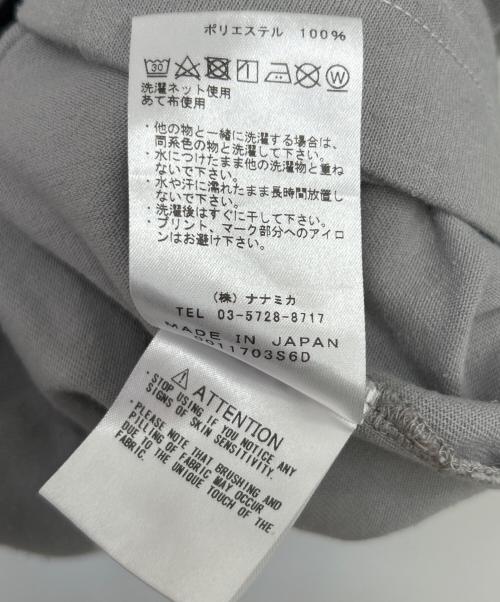 ポリエステル 100%
30 W
洗濯ネット使用
あて布使用
・他の物と一緒に洗濯する場合は、
同系色の物と洗濯して下さい。
・水につけたまま他の洗濯物と重ね
ないで下さい。
・水や汗に濡れたまま長時間放置し
ないで下さい。
・洗濯後はすぐに干して下さい。
・プリント、マーク部分へのアイロ
ンはお避け下さい。
(株) ナナミカ
TEL 03-5728-8717
MADE IN JAPAN
0011703S6D
ATTENTION
・STOP USING IF YOU NOTICE ANY
SIGNS OF SKIN SENSITIVITY.
・PLEASE NOTE THAT BRUSHING AND
PILLING OF FABRIC MAY OCCUR
DUE TO THE UNIQUE TOUCH OF THE
FABRIC.